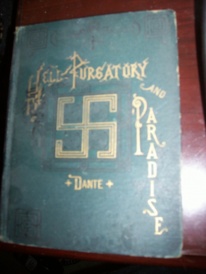 HELL PURGATORY
AND
PARADISE
DANTE